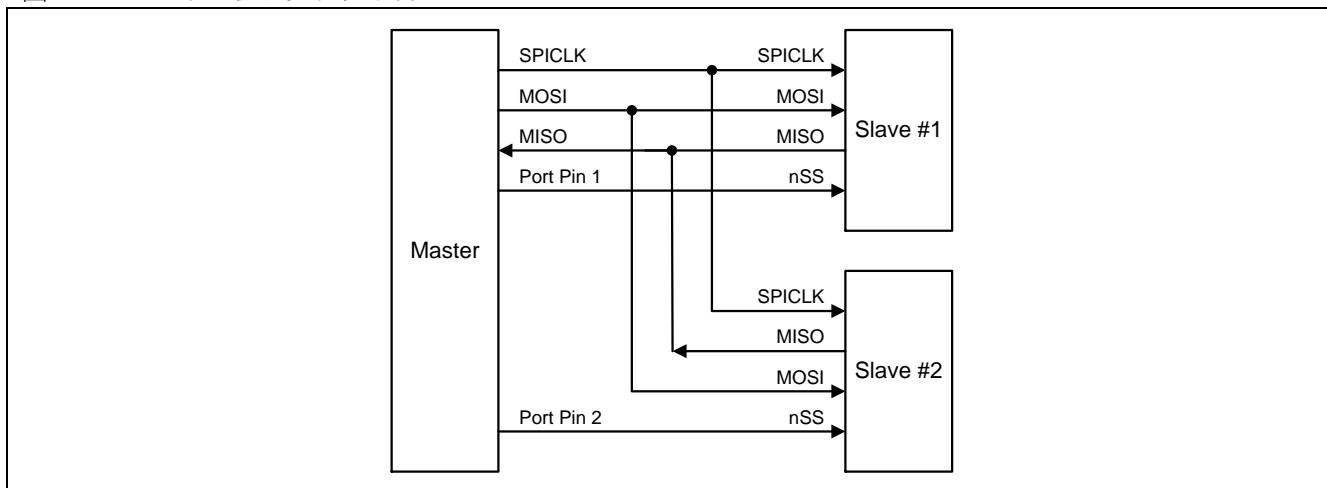 SPICLK SPICLK
MOSI MOSI
MISO MISO
Slave #1
Port Pin 1 nSS
Master
SPICLK
MISO
Slave #2
MOSI
Port Pin 2 nSS